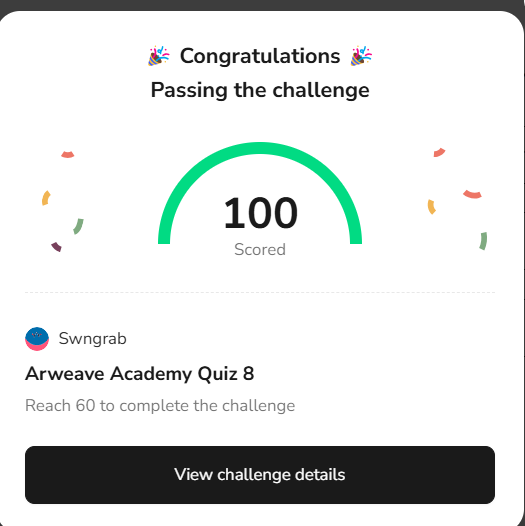 🎉 Congratulations 🎉
Passing the challenge
100
Scored
Swngrab
Arweave Academy Quiz 8
Reach 60 to complete the challenge
View challenge details